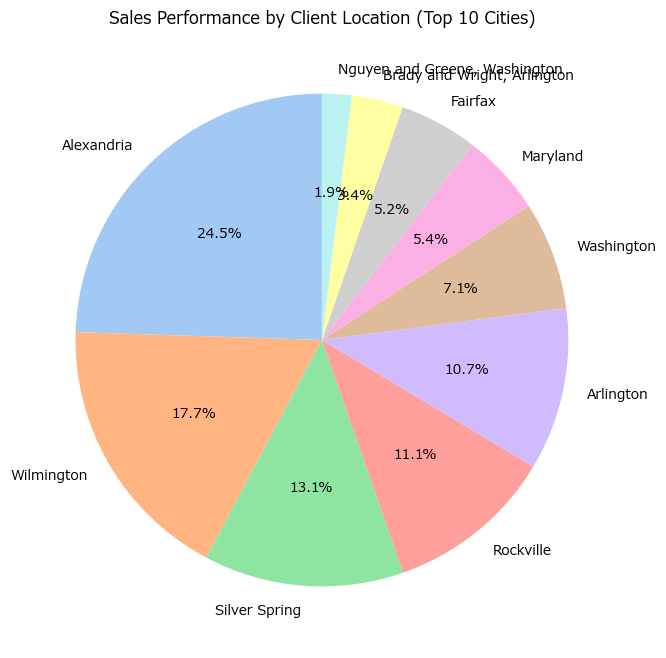 Sales Performance by Client Location (Top 10 Cities)
Nguyen and Greene, Washington
Brady and Wright, Arlington
Fairfax
Alexandria
Maryland
1.9%
3.4%
5.2%
24.5%
5.4%
Washington
7.1%
10.7%
Arlington
17.7%
11.1%
Wilmington
13.1%
Rockville
Silver Spring